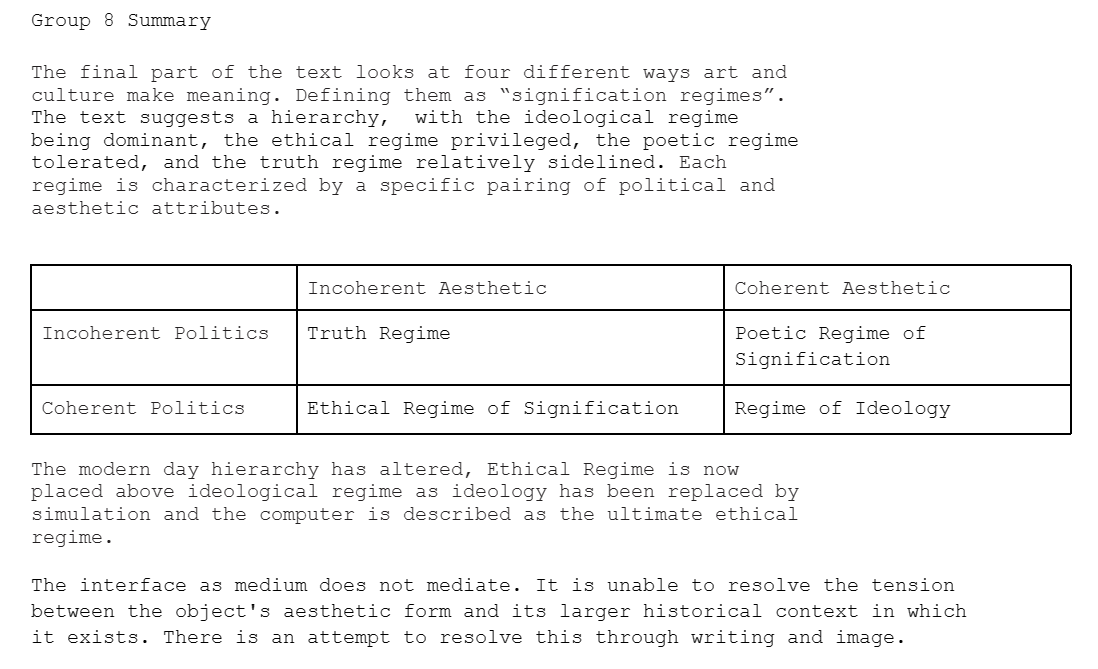 Group 8 Summary
The final part of the text looks at four different ways art and
culture make meaning. Defining them as “signification regimes”.
The text suggests a hierarchy,  with the ideological regime
being dominant, the ethical regime privileged, the poetic regime
tolerated, and the truth regime relatively sidelined. Each
regime is characterized by a specific pairing of political and
aesthetic attributes.
Incoherent Aesthetic
Coherent Aesthetic
Incoherent Politics
Truth Regime
Poetic Regime of
Signification
Coherent Politics
Ethical Regime of Signification
Regime of Ideology
The modern day hierarchy has altered, Ethical Regime is now
placed above ideological regime as ideology has been replaced by
simulation and the computer is described as the ultimate ethical
regime.
The interface as medium does not mediate. It is unable to resolve the tension
between the object's aesthetic form and its larger historical context in which
it exists. There is an attempt to resolve this through writing and image.